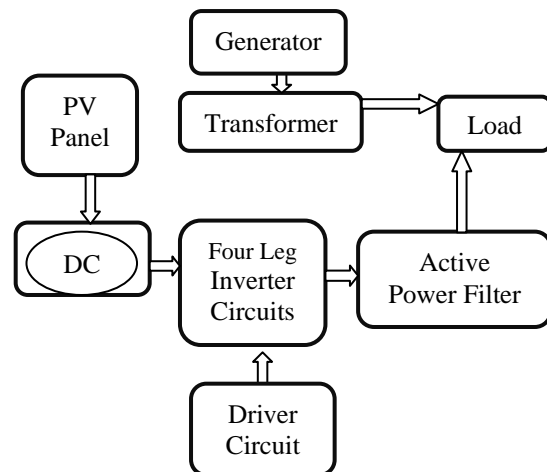 Generator
PV
Panel
Transformer
Load
DC
Four Leg
Inverter
Circuits
Active
Power Filter
Driver
Circuit